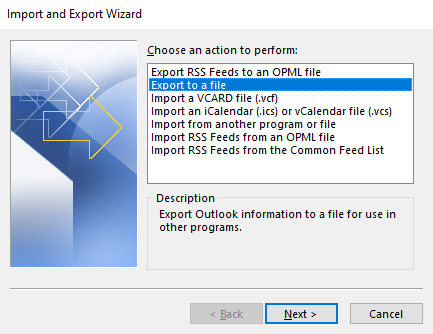 Import and Export Wizard
Choose an action to perform:
Export RSS Feeds to an OPML file
Export to a file
Import a VCARD file (.vcf)
Import an iCalendar (.ics) or vCalendar file (.vcs)
Import from another program or file
Import RSS Feeds from an OPML file
Import RSS Feeds from the Common Feed List
Description
Export Outlook information to a file for use in
other programs.
< Back Next > Cancel